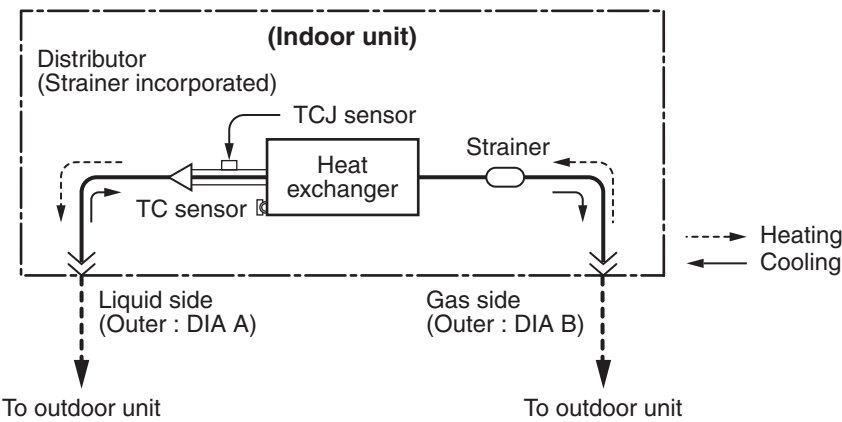 (Indoor unit)
Distributor
(Strainer incorporated)
TCJ sensor
Strainer
Heat
exchanger
TC sensor
Heating
Cooling
Liquid side
(Outer : DIA A)
Gas side
(Outer : DIA B)
To outdoor unit
To outdoor unit